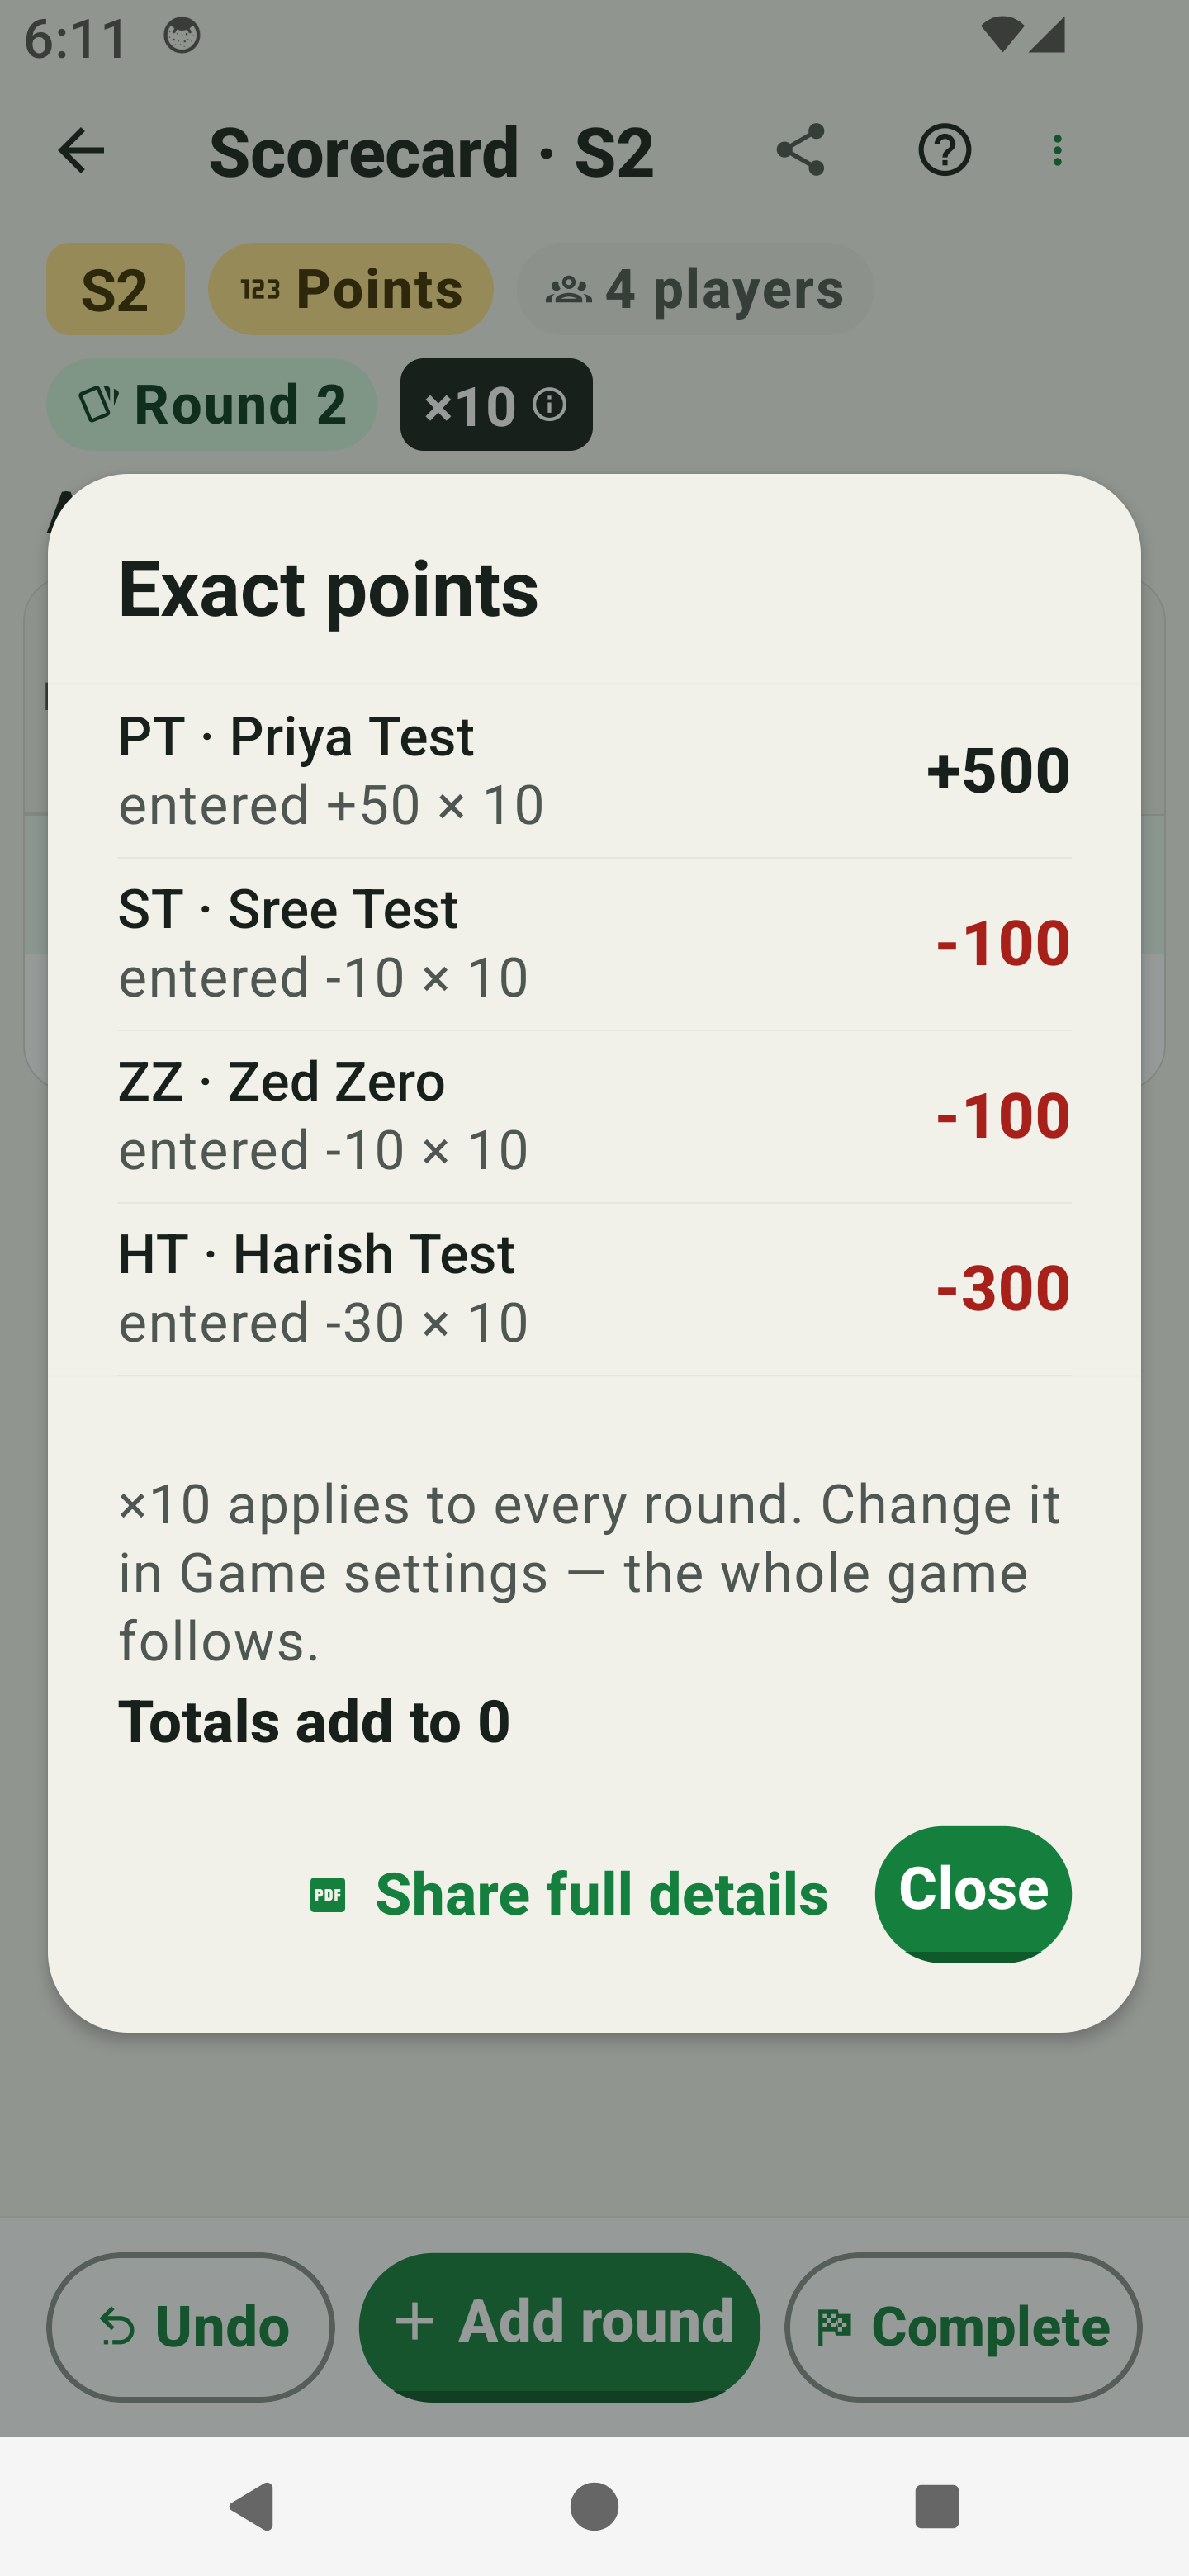 6:11
Scorecard · S2
S2
123 Points
4 players
Round 2
×10
Exact points
PT · Priya Test
+500
entered +50 × 10
ST · Sree Test
-100
entered -10 × 10
ZZ · Zed Zero
-100
entered -10 × 10
HT · Harish Test
-300
entered -30 × 10
×10 applies to every round. Change it
in Game settings — the whole game
follows.
Totals add to 0
PDF Share full details
Close
Undo
+ Add round
Complete